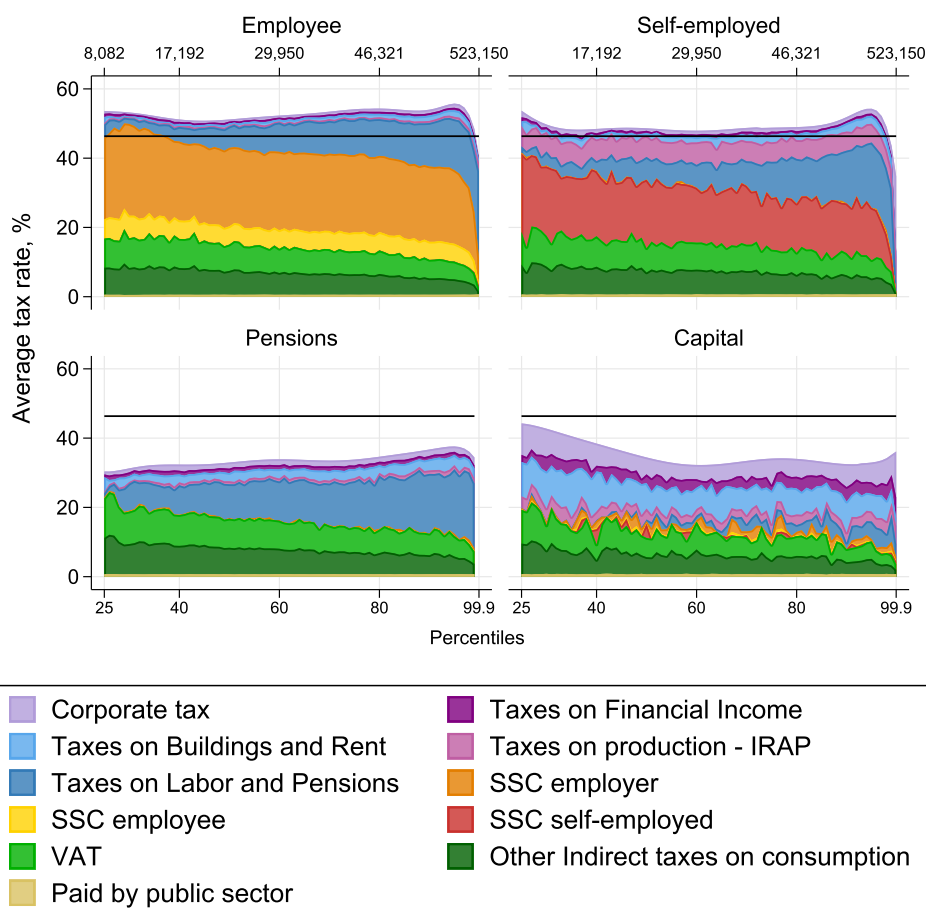 Employee
Self-employed
8,082 17,192 29,950 46,321 523,150
17,192 29,950 46,321 523,150
Average tax rate, %
60
40
20
0
Pensions
Capital
60
40
20
0
25 40 60 80 99.9
25 40 60 80 99.9
Percentiles
Corporate tax
Taxes on Financial Income
Taxes on Buildings and Rent
Taxes on production - IRAP
Taxes on Labor and Pensions
SSC employer
SSC employee
SSC self-employed
VAT
Other Indirect taxes on consumption
Paid by public sector